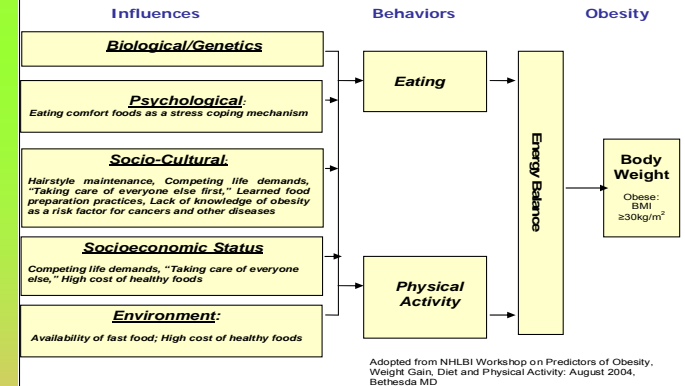 Influences
Behaviors
Obesity
Biological/Genetics
Psychological:
Eating comfort foods as a stress coping mechanism
Socio-Cultural:
Hairstyle maintenance, Competing life demands,
“Taking care of everyone else first,” Learned food
preparation practices, Lack of knowledge of obesity
as a risk factor for cancers and other diseases
Socioeconomic Status
Competing life demands, “Taking care of everyone
else,” High cost of healthy foods
Environment:
Availability of fast food; High cost of healthy foods
Eating
Physical
Activity
Energy Balance
Body
Weight
Obese:
BMI
≥30kg/m²
Adopted from NHLBI Workshop on Predictors of Obesity,
Weight Gain, Diet and Physical Activity: August 2004,
Bethesda MD